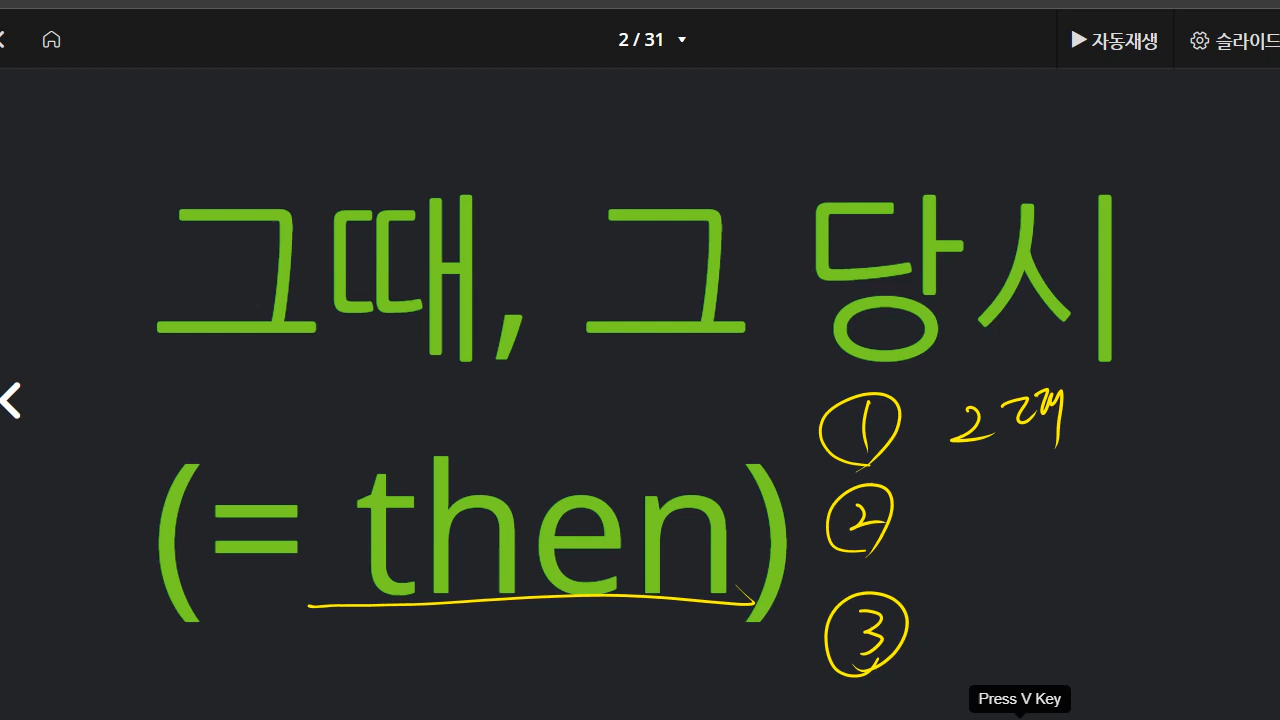 2 / 31
자동재생
슬라이드
그때, 그 당시
① 그때
(= then)
②
③
Press V Key